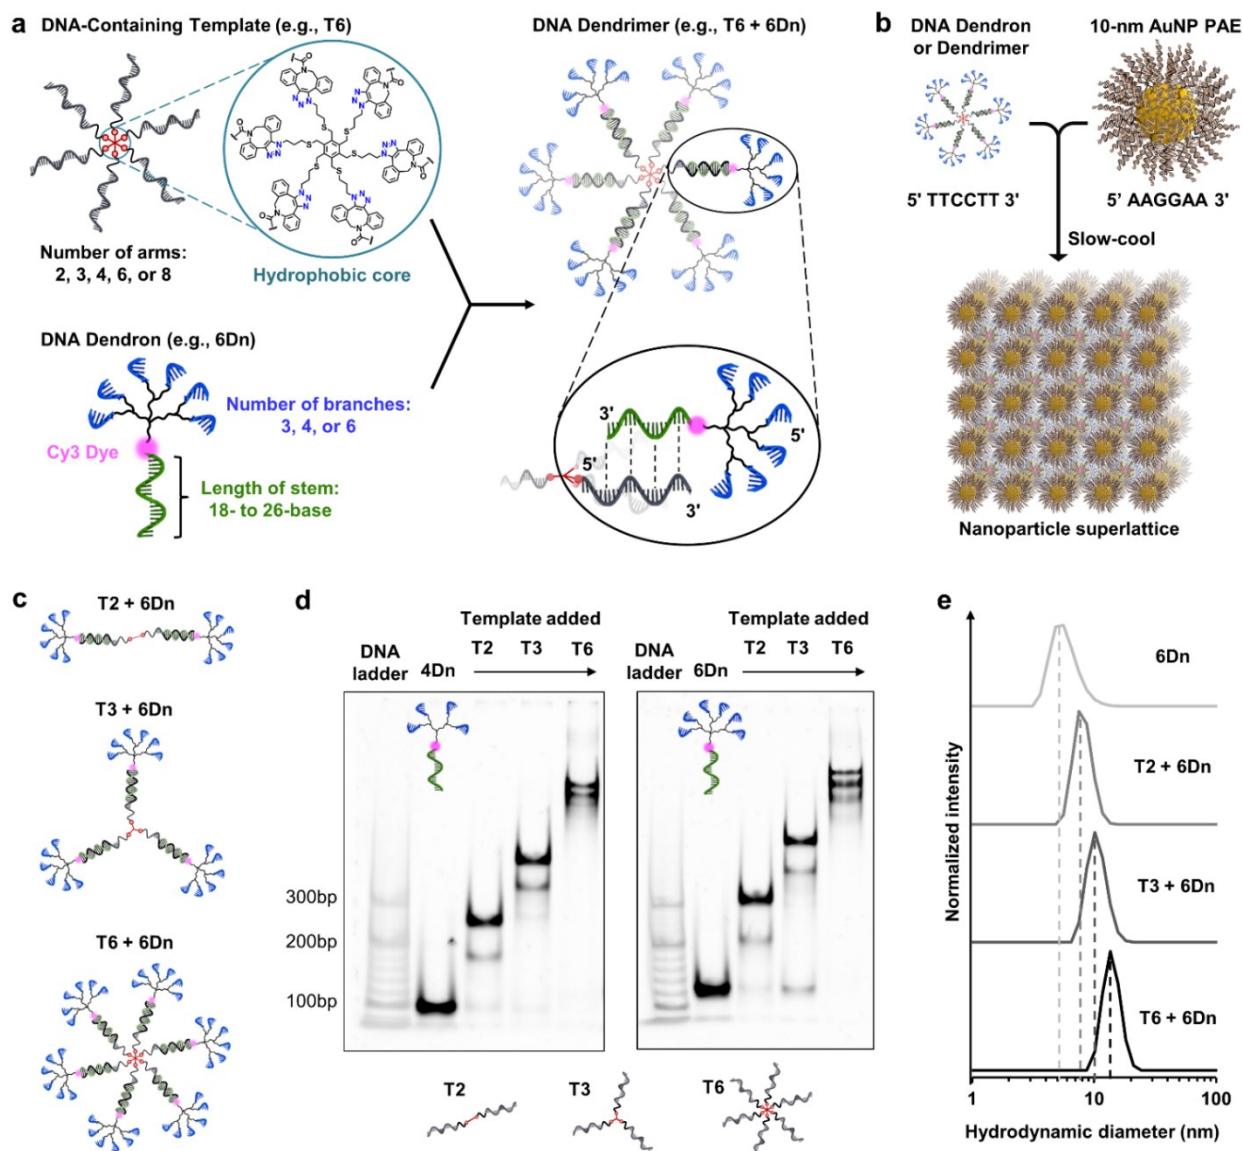 a
DNA-Containing Template (e.g., T6)
Number of arms:
2, 3, 4, 6, or 8
Hydrophobic core
DNA Dendron (e.g., 6Dn)
Number of branches:
3, 4, or 6
Cy3 Dye
Length of stem:
18- to 26-base
DNA Dendrimer (e.g., T6 + 6Dn)
3'
5'
5'
3'
b
DNA Dendron
or Dendrimer
10-nm AuNP PAE
5' TTCCTT 3'
5' AAGGAA 3'
Slow-cool
Nanoparticle superlattice
c
T2 + 6Dn
T3 + 6Dn
T6 + 6Dn
d
Template added
DNA
ladder
4Dn
T2
T3
T6
300bp
200bp
100bp
Template added
DNA
ladder
6Dn
T2
T3
T6
T2
T3
T6
e
Normalized intensity
6Dn
T2 + 6Dn
T3 + 6Dn
T6 + 6Dn
1
10
100
Hydrodynamic diameter (nm)